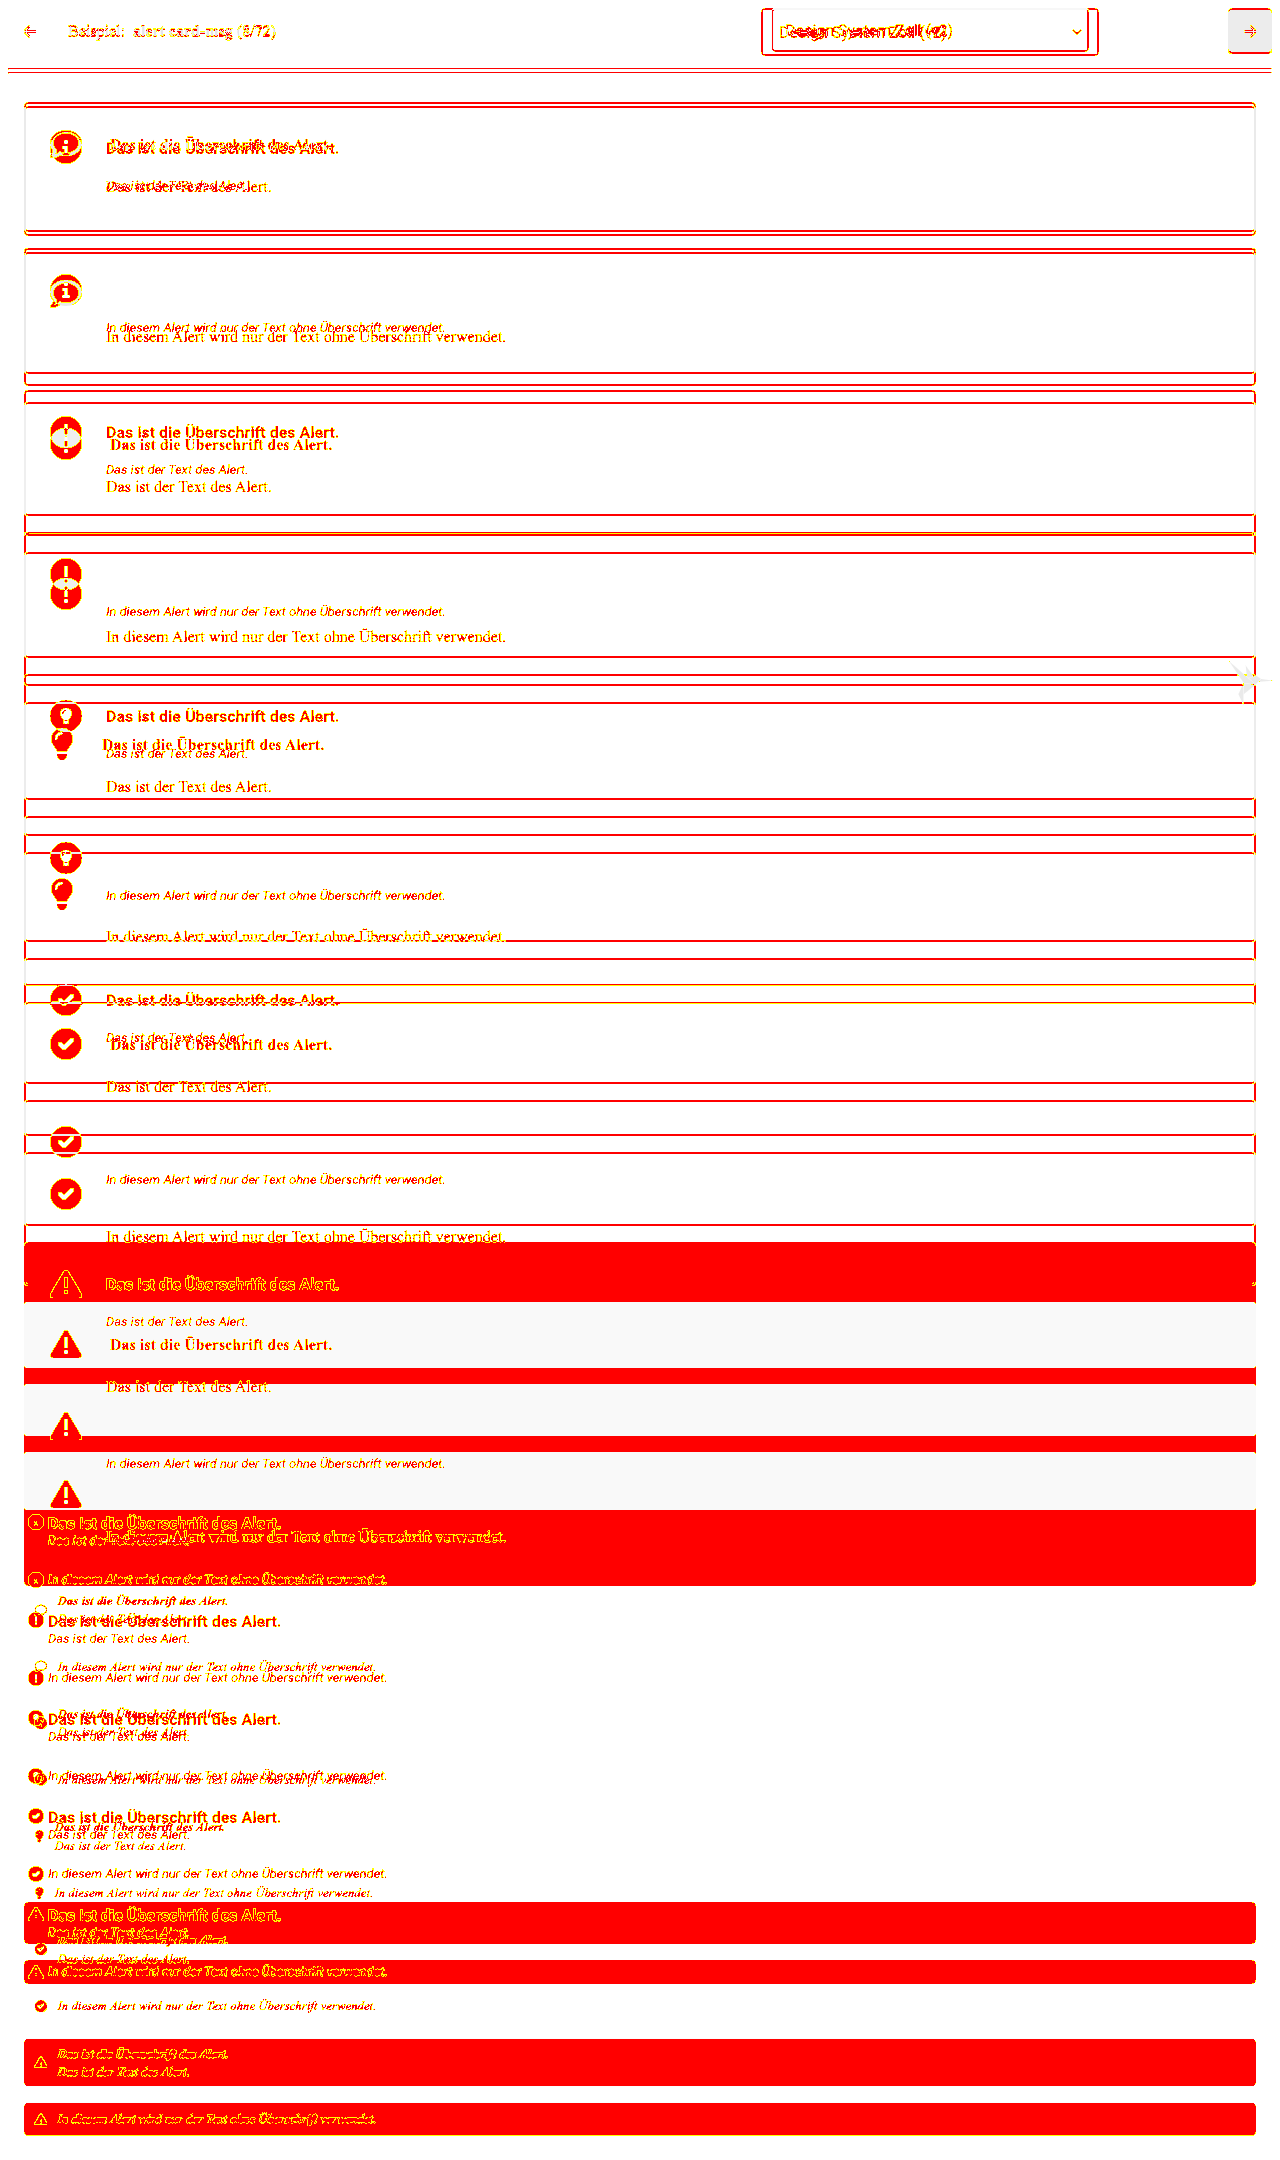 Beispiel: alert card-msg (6/72)
Das ist die Überschrift des Alert.
Das ist der Text des Alert.
In diesem Alert wird nur der Text ohne Überschrift verwendet.
In diesem Alert wird nur der Text ohne Überschrift verwendet.
Das ist die Überschrift des Alert.
Das ist die Überschrift des Alert.
Das ist der Text des Alert.
Das ist der Text des Alert.
In diesem Alert wird nur der Text ohne Überschrift verwendet.
In diesem Alert wird nur der Text ohne Überschrift verwendet.
Das ist die Überschrift des Alert.
Das ist die Überschrift des Alert.
Das ist der Text des Alert.
Das ist der Text des Alert.
In diesem Alert wird nur der Text ohne Überschrift verwendet.
In diesem Alert wird nur der Text ohne Überschrift verwendet.
Das ist die Überschrift des Alert.
Das ist der Text des Alert.
Das ist die Überschrift des Alert.
Das ist der Text des Alert.
In diesem Alert wird nur der Text ohne Überschrift verwendet.
In diesem Alert wird nur der Text ohne Überschrift verwendet.
Das ist die Überschrift des Alert.
Das ist der Text des Alert.
Das ist die Überschrift des Alert.
Das ist der Text des Alert.
In diesem Alert wird nur der Text ohne Überschrift verwendet.
Das ist die Überschrift des Alert.
In diesem Alert wird nur der Text ohne Überschrift verwendet.
In diesem Alert wird nur der Text ohne Überschrift verwendet.
Das ist die Überschrift des Alert.
Das ist die Überschrift des Alert.
Das ist der Text des Alert.
In diesem Alert wird nur der Text ohne Überschrift verwendet.
In diesem Alert wird nur der Text ohne Überschrift verwendet.
Das ist die Überschrift des Alert.
Das ist die Überschrift des Alert.
Das ist der Text des Alert.
Das ist der Text des Alert.
In diesem Alert wird nur der Text ohne Überschrift verwendet.
In diesem Alert wird nur der Text ohne Überschrift verwendet.
Das ist die Überschrift des Alert.
Das ist die Überschrift des Alert.
Das ist der Text des Alert.
Das ist der Text des Alert.
In diesem Alert wird nur der Text ohne Überschrift verwendet.
In diesem Alert wird nur der Text ohne Überschrift verwendet.
Das ist die Überschrift des Alert.
Das ist der Text des Alert.
Das ist der Text des Alert.
In diesem Alert wird nur der Text ohne Überschrift verwendet.
In diesem Alert wird nur der Text ohne Überschrift verwendet.
Das ist die Überschrift des Alert.
Das ist der Text des Alert.
In diesem Alert wird nur der Text ohne Überschrift verwendet.